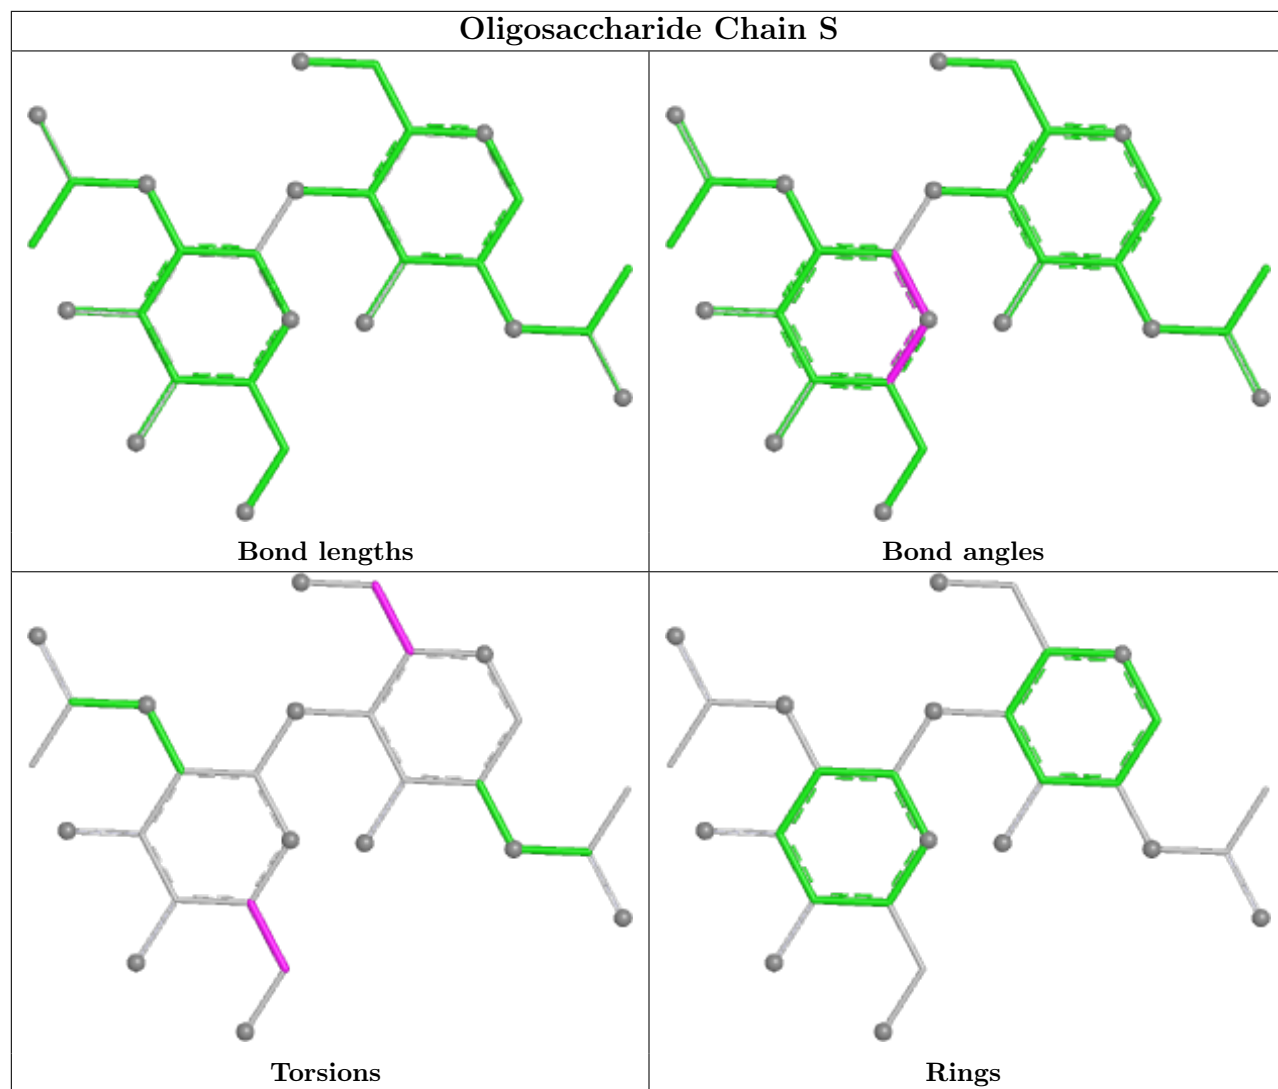 Oligosaccharide Chain S
Bond lengths
Bond angles
Torsions
Rings